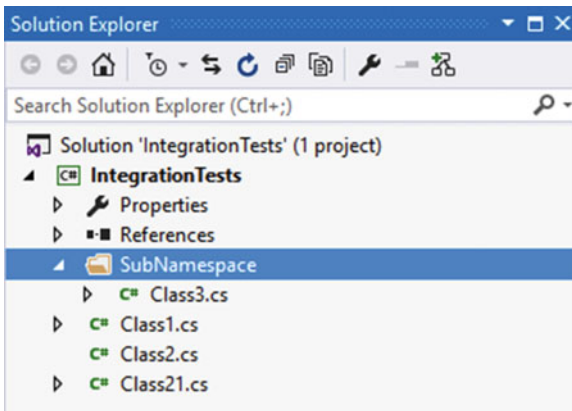 Solution Explorer
Search Solution Explorer (Ctrl+;)
Solution 'IntegrationTests' (1 project)
C# IntegrationTests
Properties
References
SubNamespace
C# Class3.cs
C# Class1.cs
C# Class2.cs
C# Class21.cs